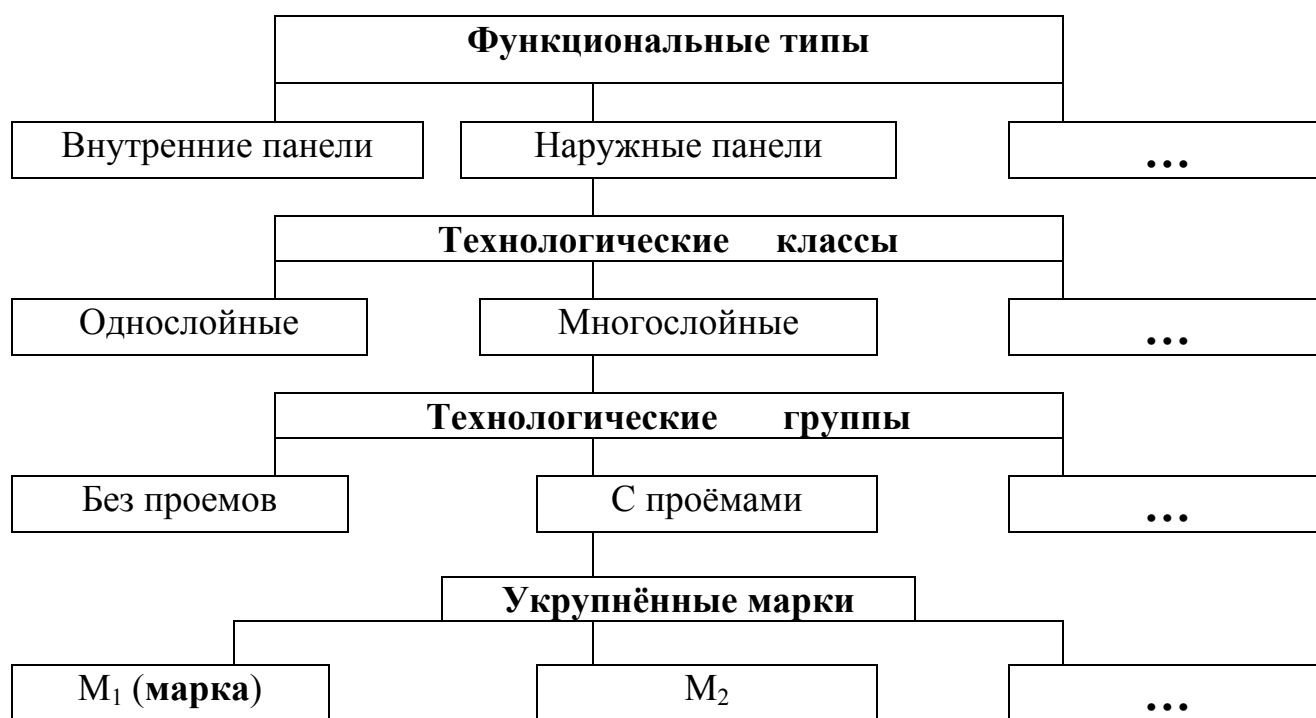 Функциональные типы
Внутренние панели Наружные панели ...
Технологические классы
Однослойные Многослойные ...
Технологические группы
Без проемов С проёмами ...
Укрупнённые марки
М₁ (марка) М₂ ...